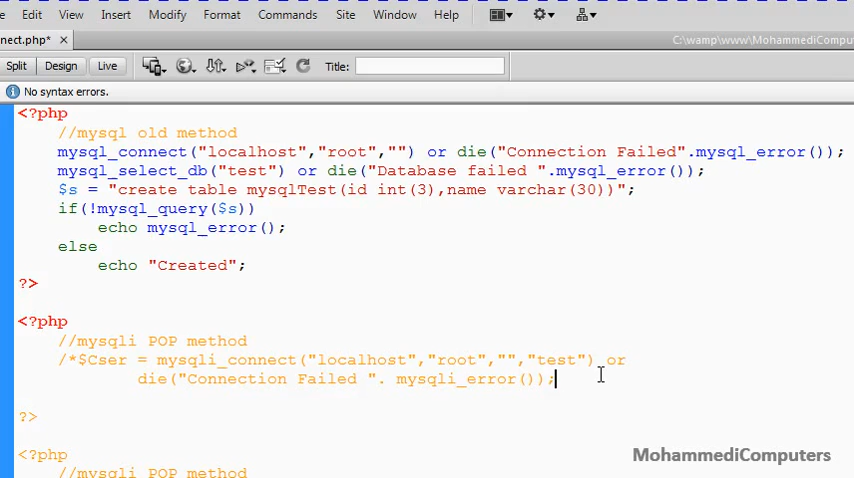 e Edit View Insert Modify Format Commands Site Window Help
nect.php* ×
C:\wamp\www\MohammediCompu
Split Design Live Title:
No syntax errors.
<?php
//mysql old method
mysql_connect("localhost","root","") or die("Connection Failed".mysql_error());
mysql_select_db("test") or die("Database failed ".mysql_error());
$s = "create table mysqlTest(id int(3),name varchar(30))";
if(!mysql_query($s))
echo mysql_error();
else
echo "Created";
?>
<?php
//mysqli POP method
/*$Cser = mysqli_connect("localhost","root","","test") or
die("Connection Failed ". mysqli_error());
?>
<?php
//mysqli POP method
MohammediComputers